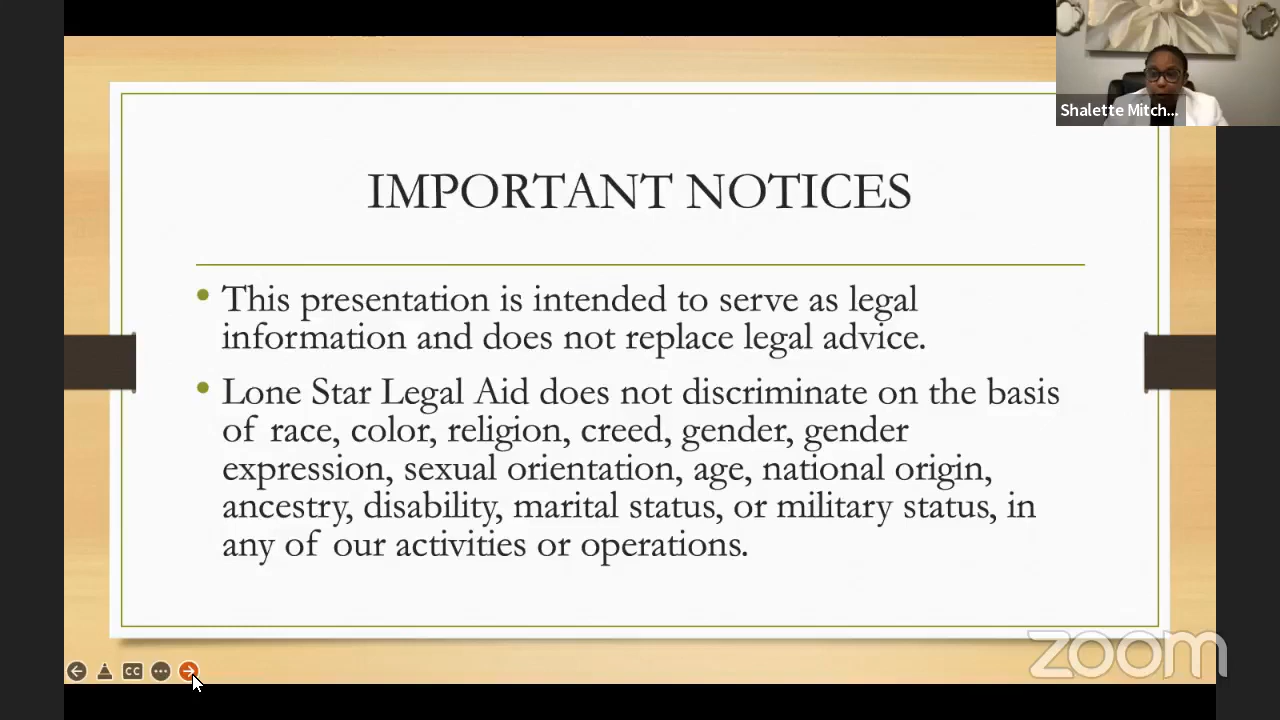 Shalette Mitch...
IMPORTANT NOTICES
• This presentation is intended to serve as legal
information and does not replace legal advice.
• Lone Star Legal Aid does not discriminate on the basis
of race, color, religion, creed, gender, gender
expression, sexual orientation, age, national origin,
ancestry, disability, marital status, or military status, in
any of our activities or operations.
CC
zoom